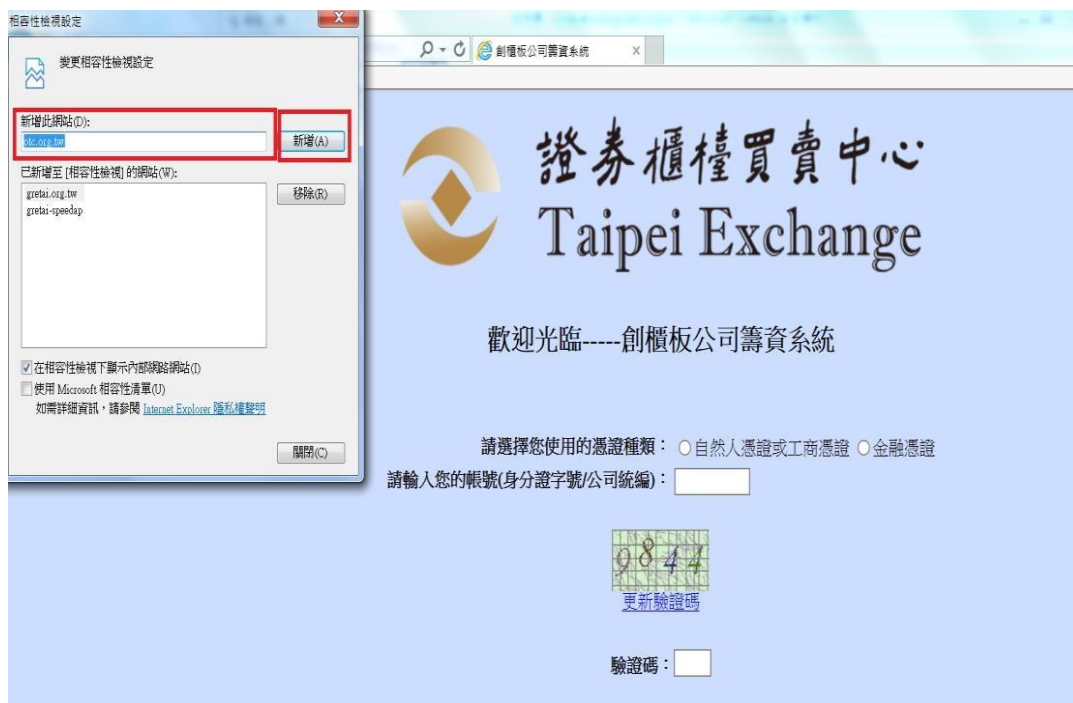 相容性檢視設定
X
變更相容性檢視設定
新增此網站(D):
otc.org.tw
新增(A)
已新增至 [相容性檢視] 的網站(W):
gretai.org.tw
gretai-speedap
移除(R)
在相容性檢視下顯示內部網路網站(I)
使用 Microsoft 相容性清單(U)
如需詳細資訊，請參閱 Internet Explorer 隱私權聲明
關閉(C)
創櫃板公司籌資系統
×
證券櫃檯買賣中心
Taipei Exchange
歡迎光臨-----創櫃板公司籌資系統
請選擇您使用的憑證種類： 自然人憑證或工商憑證 金融憑證
請輸入您的帳號(身分證字號/公司統編)：
9844
更新驗證碼
驗證碼：